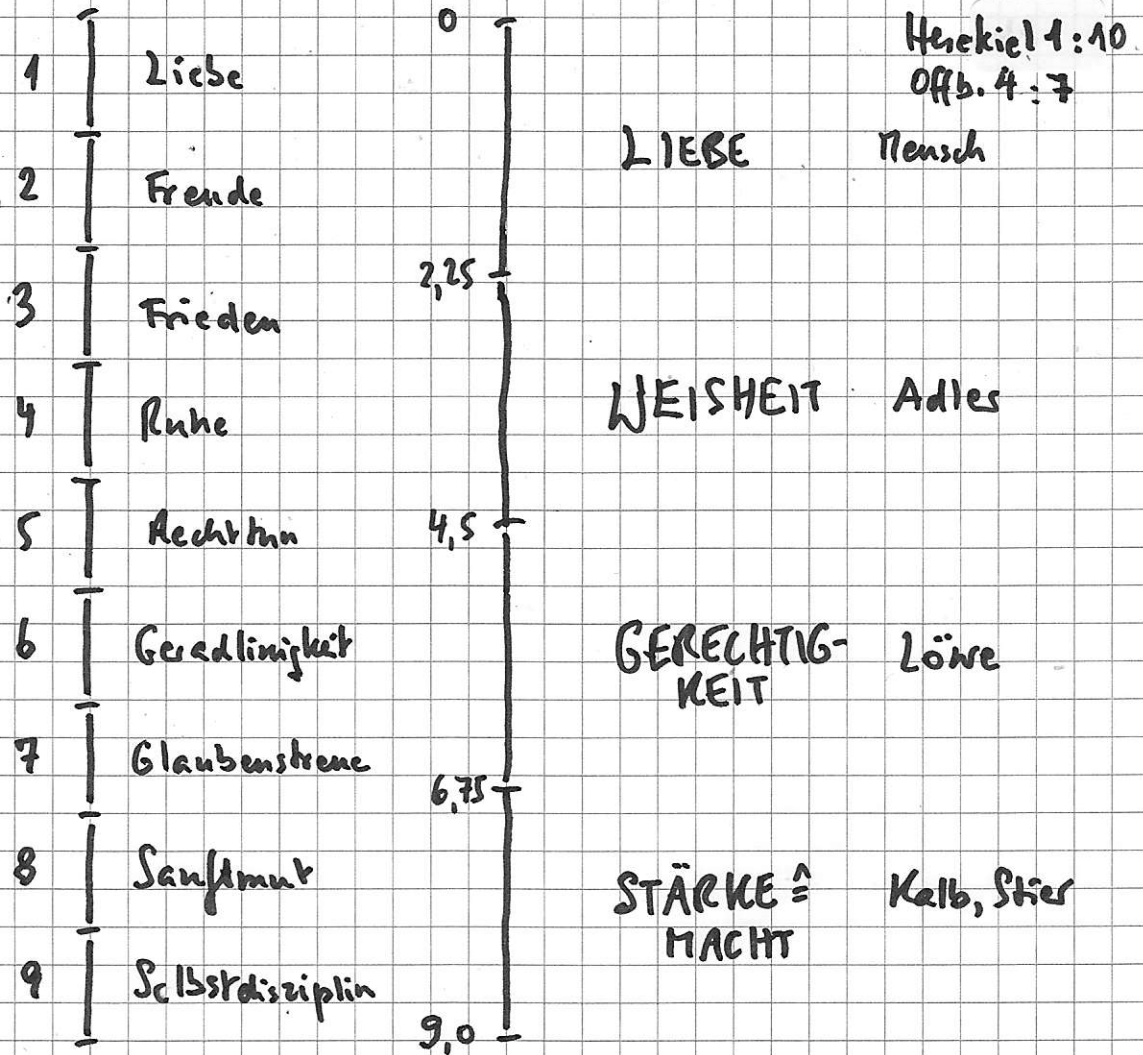 0
Hesekiel 1:10
Offb. 4:7
1 Liebe
LIEBE Mensch
2 Freude
2,25
3 Frieden
4 Ruhe
WEISHEIT Adler
5 Rechttun
4,5
6 Geradlinigkeit
GERECHTIG- Löwe
KEIT
7 Glaubenstreue
6,75
8 Sanftmut
STÄRKE ≙ Kalb, Stier
MACHT
9 Selbstdisziplin
9,0